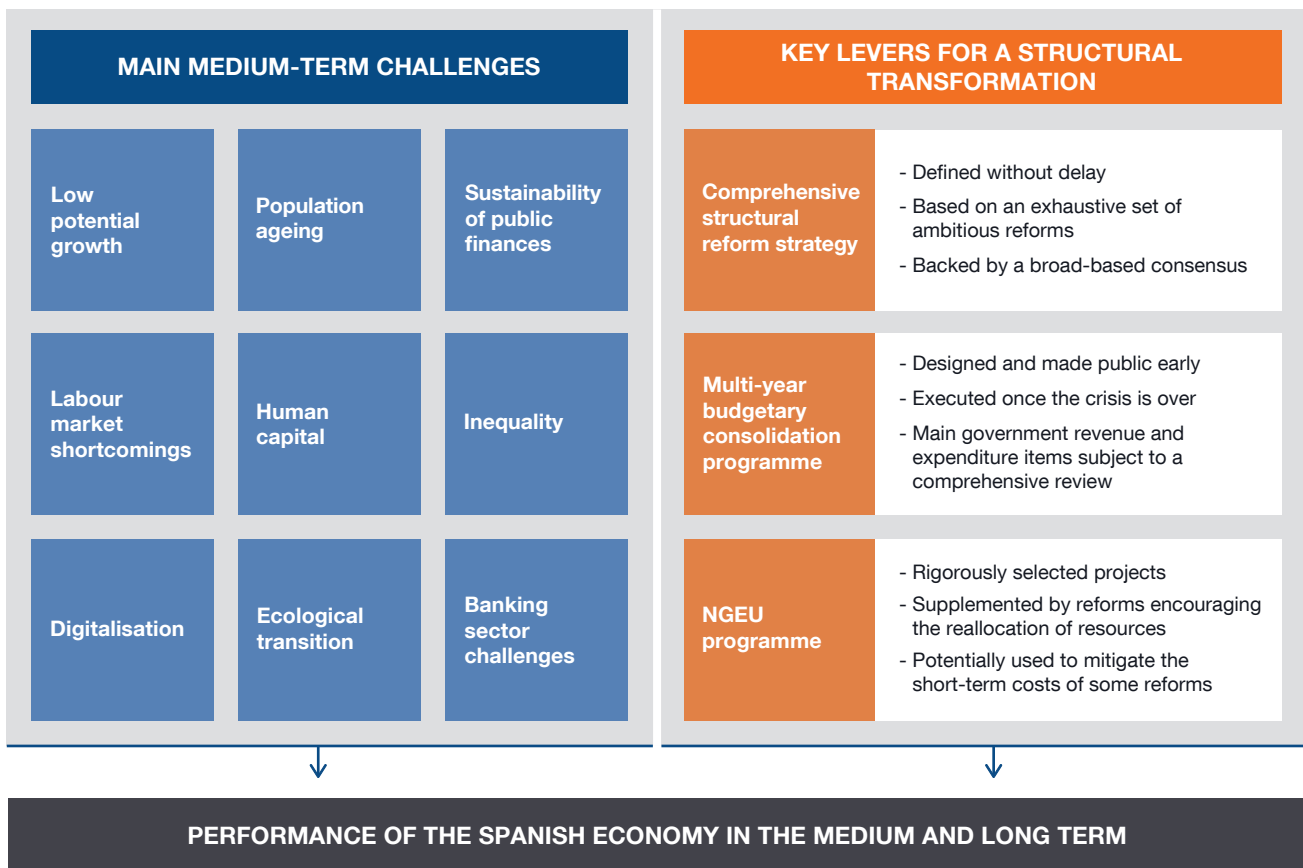 MAIN MEDIUM-TERM CHALLENGES
Low
potential
growth
Population
ageing
Sustainability
of public
finances
Labour
market
shortcomings
Human
capital
Inequality
Digitalisation
Ecological
transition
Banking
sector
challenges
KEY LEVERS FOR A STRUCTURAL
TRANSFORMATION
Comprehensive
structural
reform strategy
- Defined without delay
- Based on an exhaustive set of
ambitious reforms
- Backed by a broad-based consensus
Multi-year
budgetary
consolidation
programme
- Designed and made public early
- Executed once the crisis is over
- Main government revenue and
expenditure items subject to a
comprehensive review
NGEU
programme
- Rigorously selected projects
- Supplemented by reforms encouraging
the reallocation of resources
- Potentially used to mitigate the
short-term costs of some reforms
PERFORMANCE OF THE SPANISH ECONOMY IN THE MEDIUM AND LONG TERM